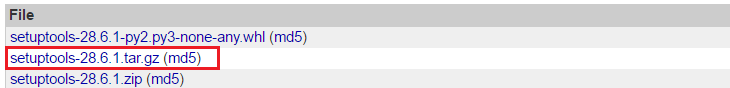 File
setuptools-28.6.1-py2.py3-none-any.whl (md5)
setuptools-28.6.1.tar.gz (md5)
setuptools-28.6.1.zip (md5)